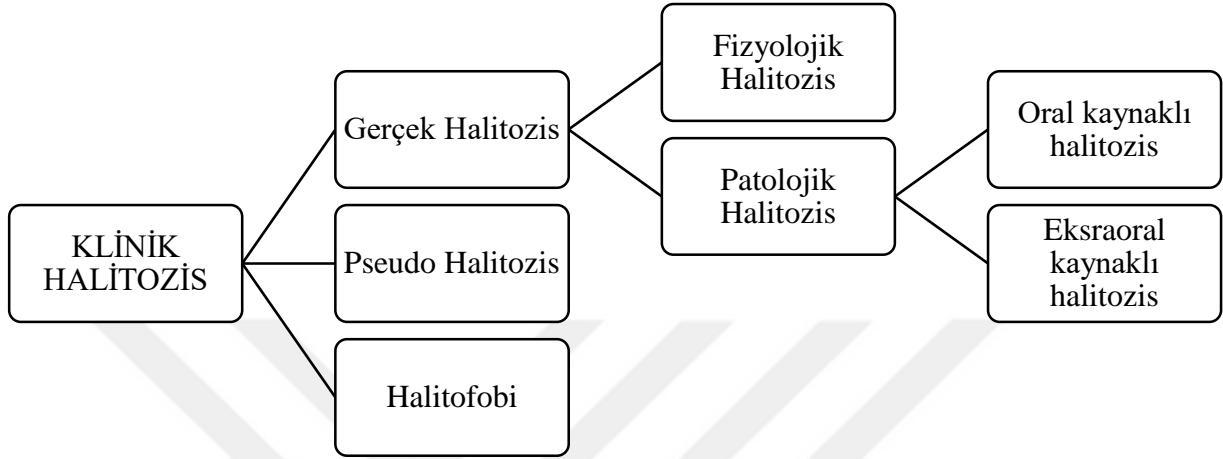 KLİNİK
HALİTOZİS
Gerçek Halitozis
Pseudo Halitozis
Halitofobi
Fizyolojik
Halitozis
Patolojik
Halitozis
Oral kaynaklı
halitozis
Eksraoral
kaynaklı
halitozis